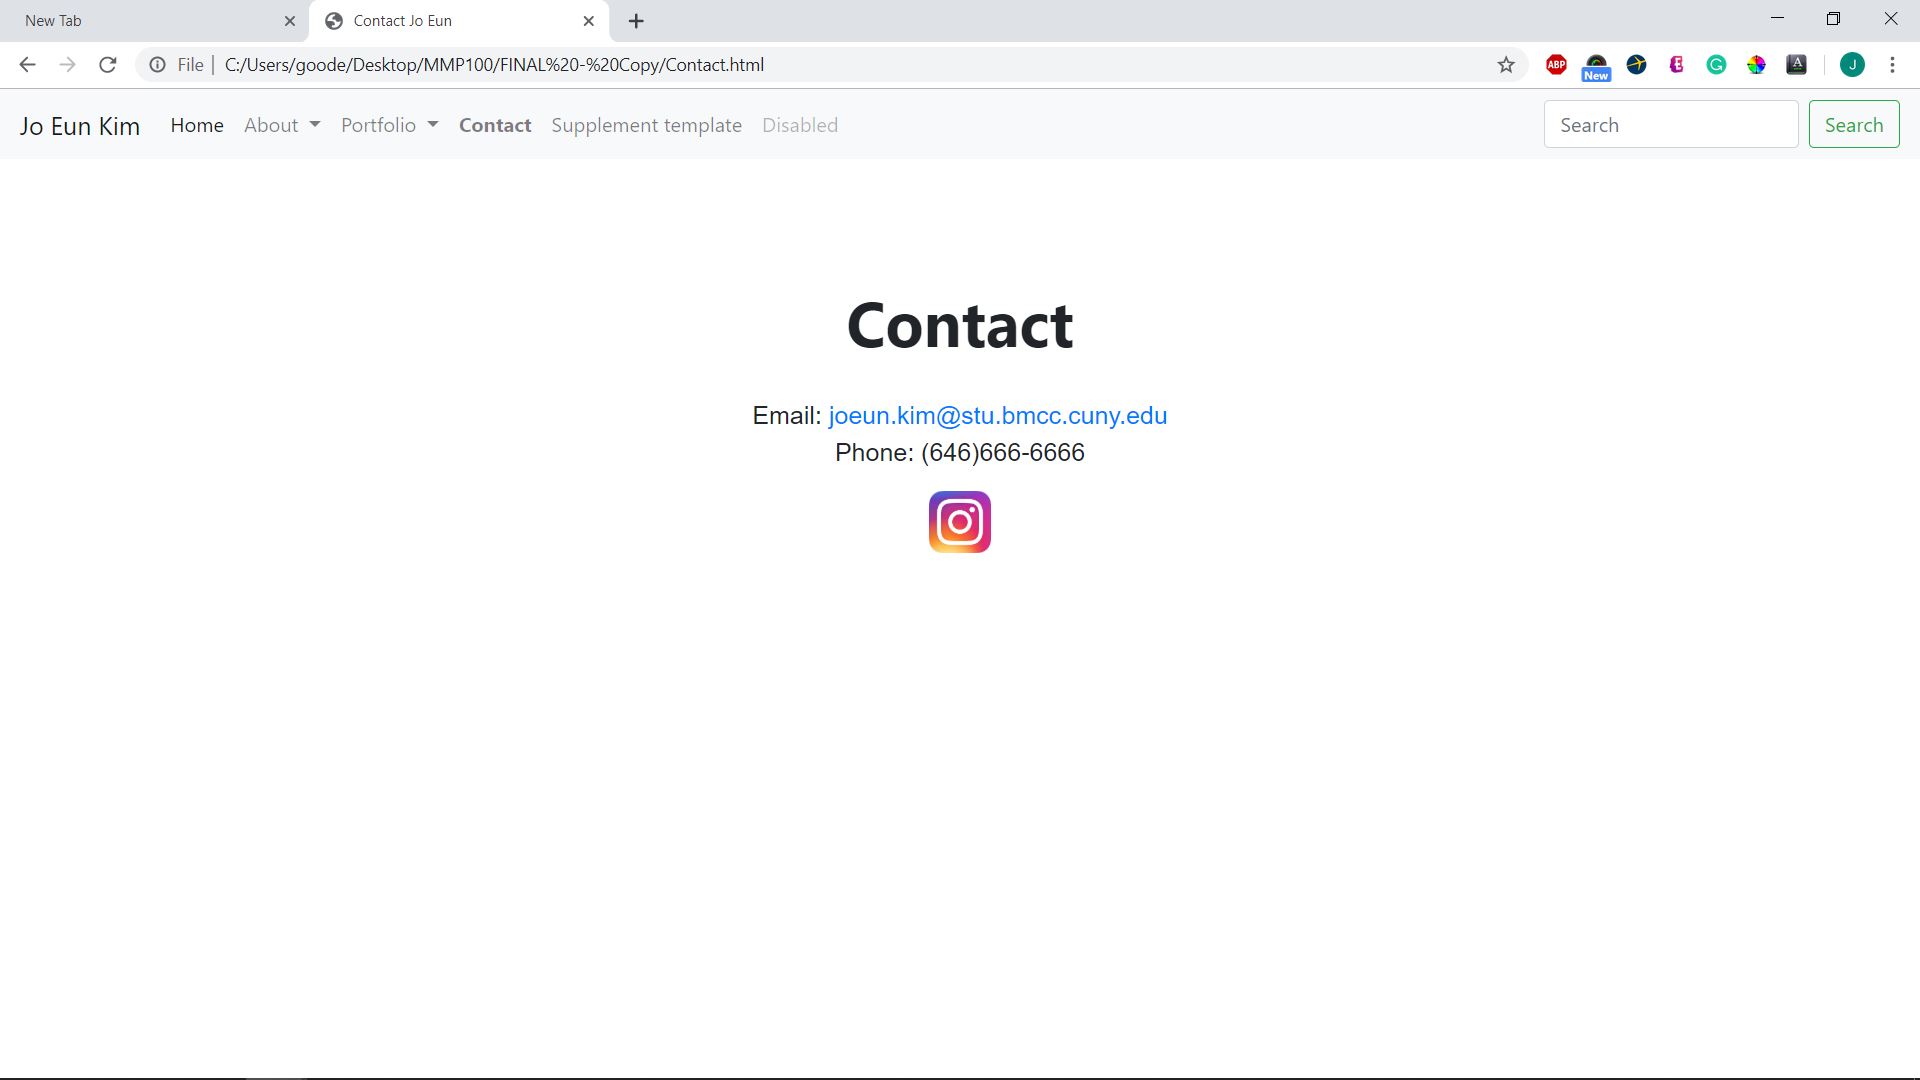 New Tab
Contact Jo Eun
File | C:/Users/goode/Desktop/MMP100/FINAL%20-%20Copy/Contact.html
ABP
New
A
J
Jo Eun Kim Home About Portfolio Contact Supplement template Disabled Search Search
Contact
Email: joeun.kim@stu.bmcc.cuny.edu
Phone: (646)666-6666